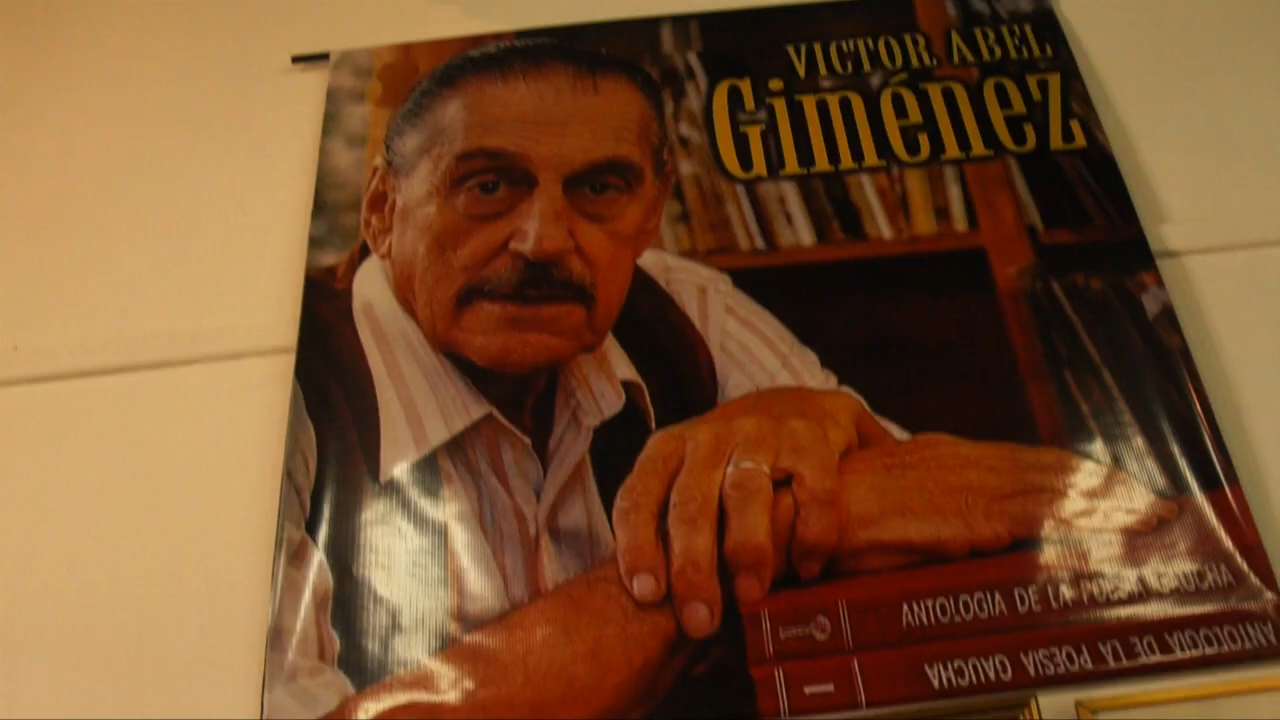 VICTOR ABEL
Giménez
ANTOLOGIA DE LA POESIA GAUCHA
ANTOLOGIA DE LA POESIA GAUCHA
I